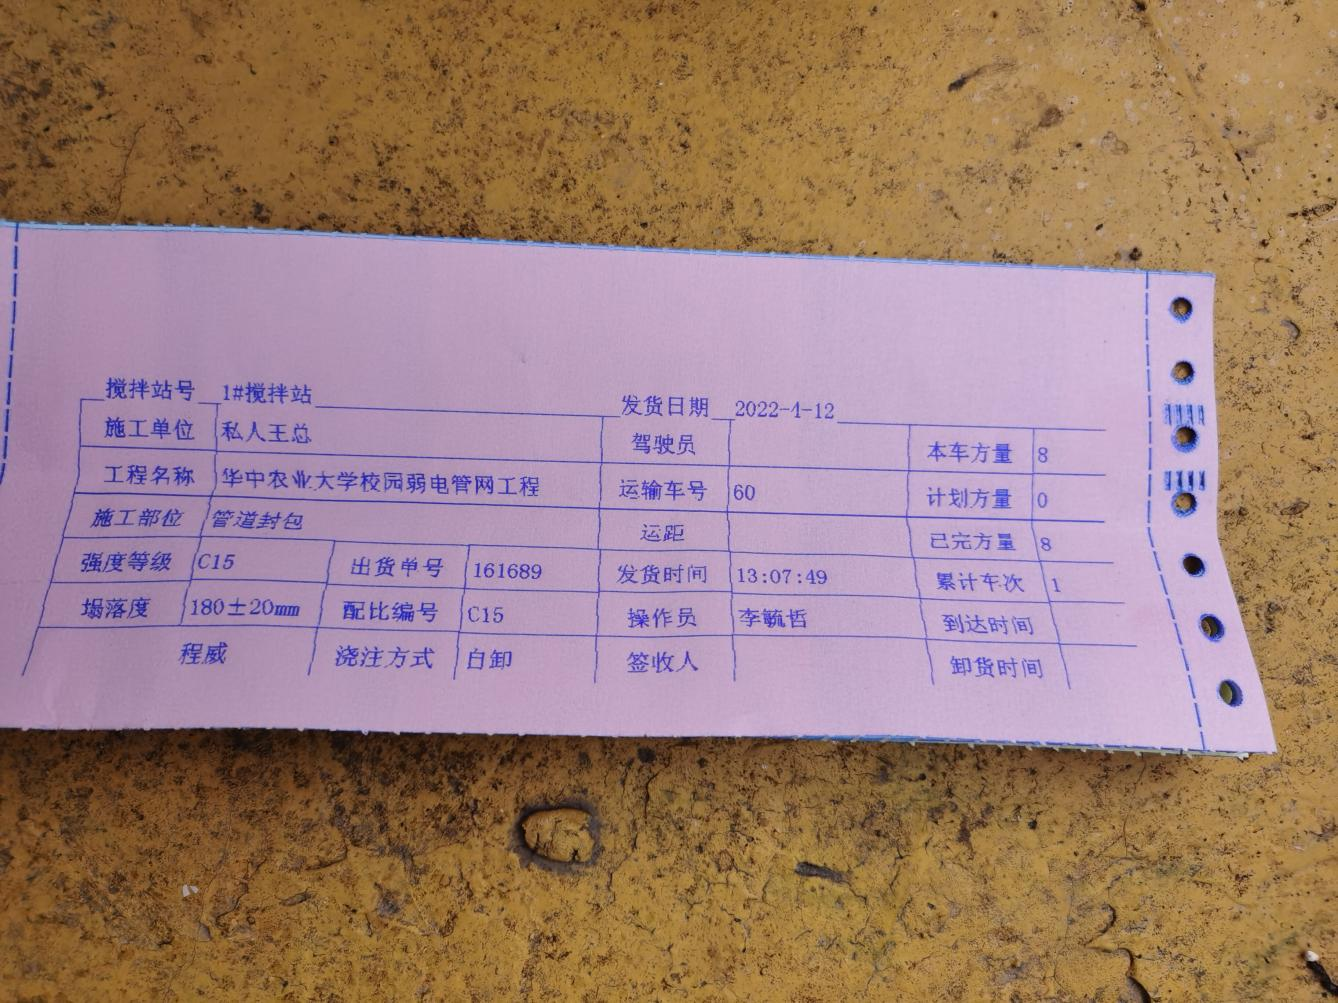 搅拌站号 1#搅拌站 发货日期 2022-4-12
施工单位 私人王总 驾驶员 本车方量 8
工程名称 华中农业大学校园弱电管网工程 运输车号 60 计划方量 0
施工部位 管道封包 运距 已完方量 8
强度等级 C15 出货单号 161689 发货时间 13:07:49 累计车次 1
塌落度 180±20mm 配比编号 C15 操作员 李毓哲 到达时间
程威 浇注方式 自卸 签收人 卸货时间